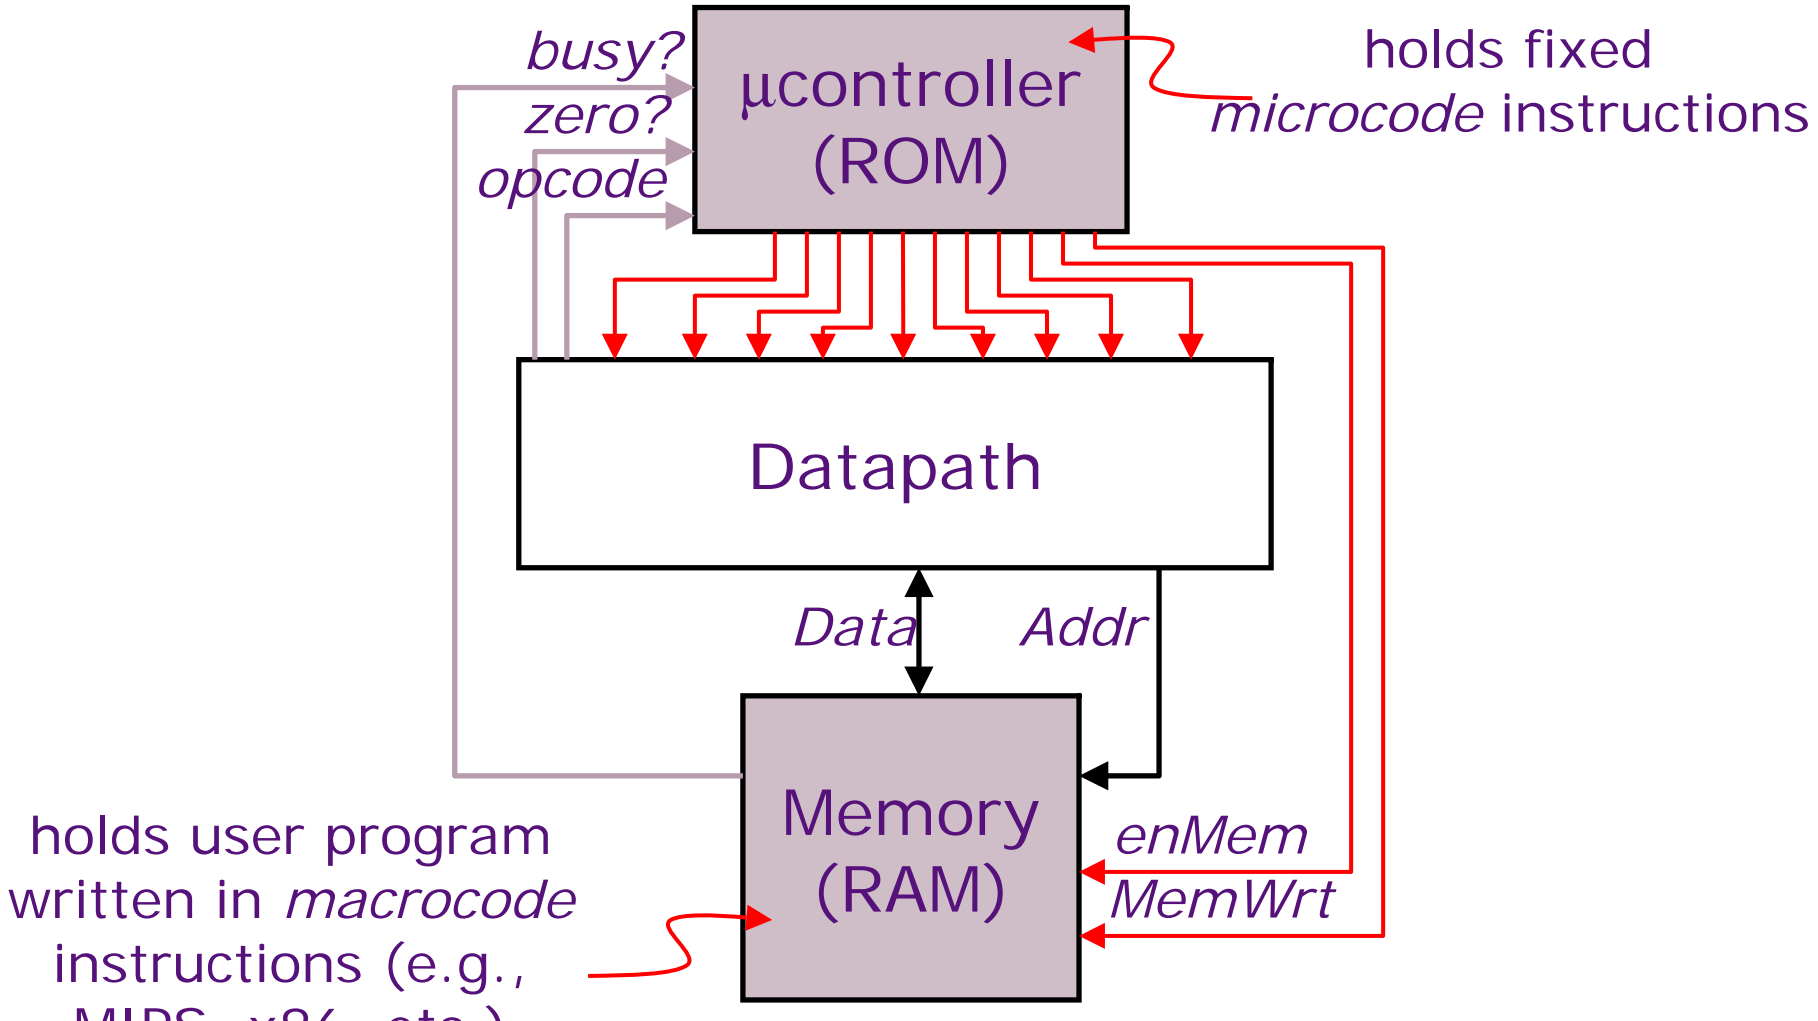 busy?
zero?
opcode
µcontroller
(ROM)
holds fixed
microcode instructions
Datapath
Data
Addr
Memory
(RAM)
enMem
MemWrt
holds user program
written in macrocode
instructions (e.g.,